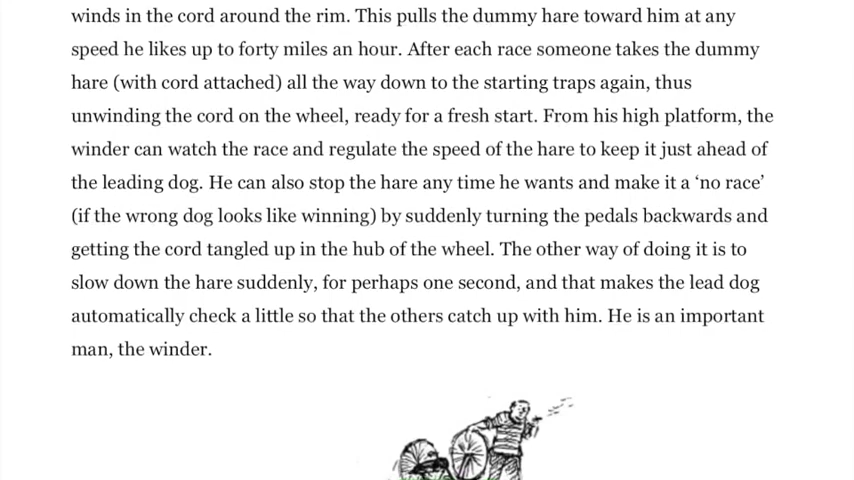 winds in the cord around the rim. This pulls the dummy hare toward him at any
speed he likes up to forty miles an hour. After each race someone takes the dummy
hare (with cord attached) all the way down to the starting traps again, thus
unwinding the cord on the wheel, ready for a fresh start. From his high platform, the
winder can watch the race and regulate the speed of the hare to keep it just ahead of
the leading dog. He can also stop the hare any time he wants and make it a ‘no race’
(if the wrong dog looks like winning) by suddenly turning the pedals backwards and
getting the cord tangled up in the hub of the wheel. The other way of doing it is to
slow down the hare suddenly, for perhaps one second, and that makes the lead dog
automatically check a little so that the others catch up with him. He is an important
man, the winder.